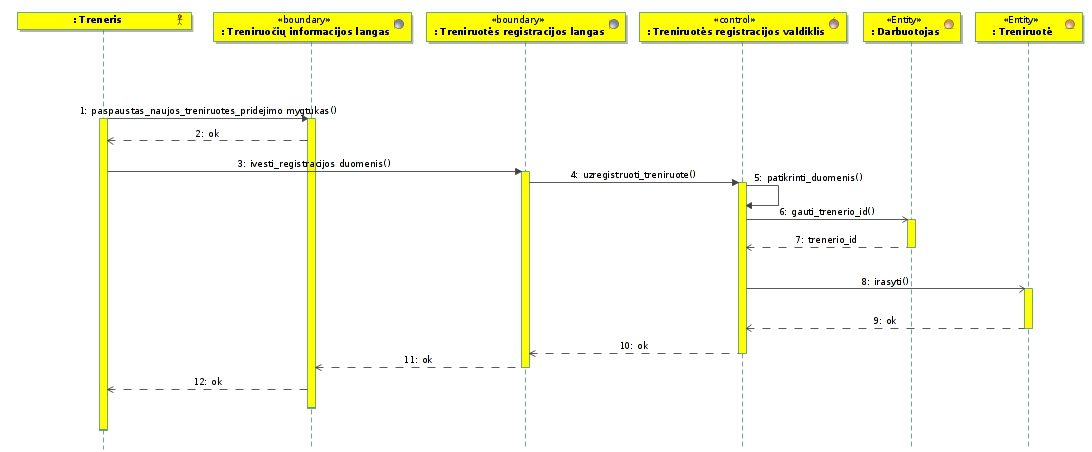 : Treneris
«boundary»
: Treniruočių informacijos langas
«boundary»
: Treniruotės registracijos langas
«control»
: Treniruotės registracijos valdiklis
«Entity»
: Darbuotojas
«Entity»
: Treniruotė
1: paspaustas_naujos_treniruotes_pridejimo mygtukas()
2: ok
3: ivesti_registracijos duomenis()
4: uzregistruoti_treniruote()
5: patikrinti_duomenis()
6: gauti_trenerio_id()
7: trenerio_id
8: irasyti()
9: ok
10: ok
11: ok
12: ok